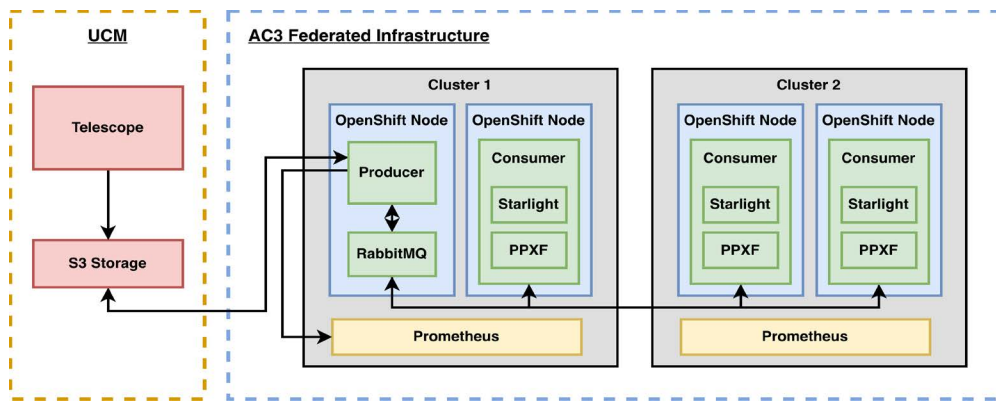 UCM
AC3 Federated Infrastructure
Telescope
S3 Storage
Cluster 1
OpenShift Node
Producer
RabbitMQ
OpenShift Node
Consumer
Starlight
PPXF
Prometheus
Cluster 2
OpenShift Node
Consumer
Starlight
PPXF
OpenShift Node
Consumer
Starlight
PPXF
Prometheus